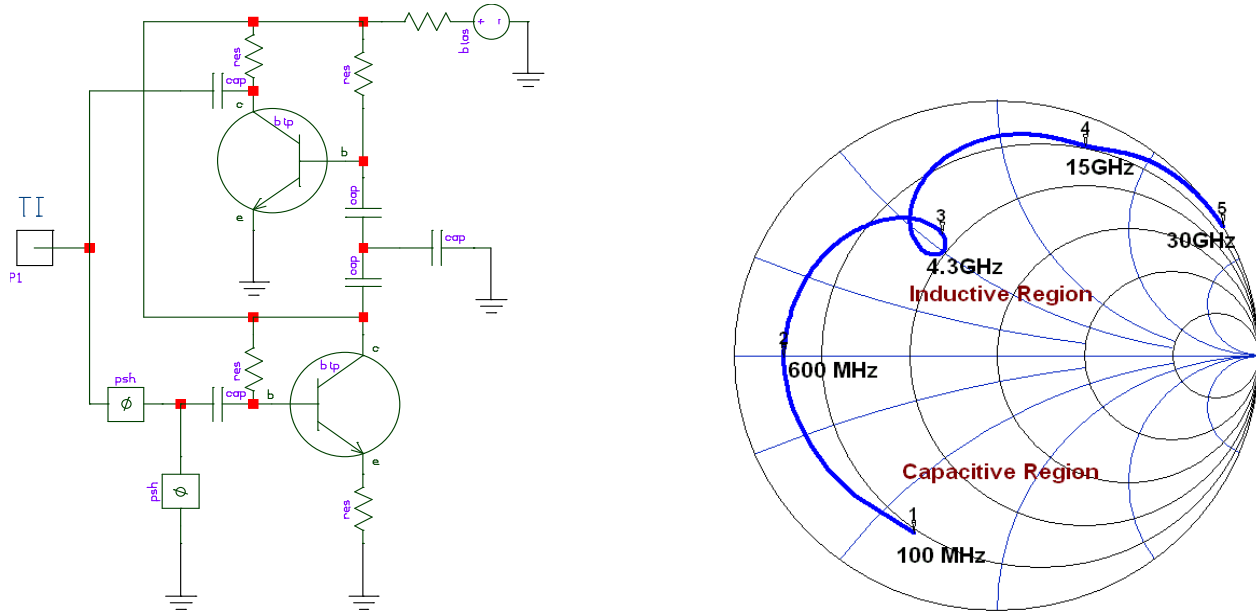 res
res
bias
+
r
cap
c
btp
b
e
cap
TI
P1
cap
cap
res
btp
c
cap
b
psh
ϕ
e
psh
ϕ
res
4
15GHz
3
5
30GHz
4.3GHz
Inductive Region
2
600 MHz
Capacitive Region
1
100 MHz